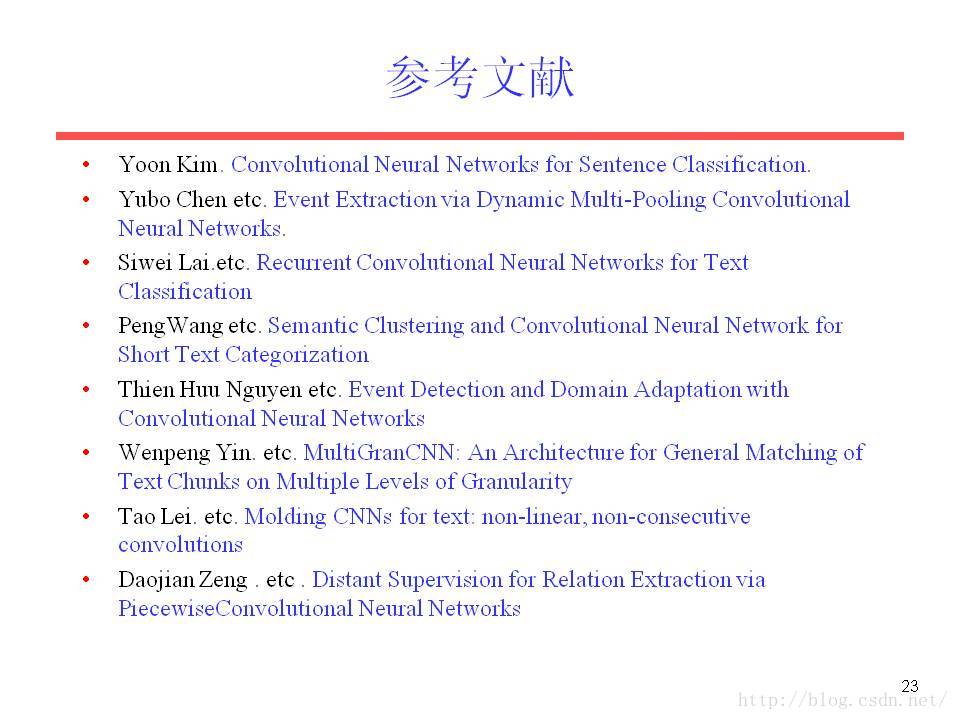 参考文献
• Yoon Kim. Convolutional Neural Networks for Sentence Classification.
• Yubo Chen etc. Event Extraction via Dynamic Multi-Pooling Convolutional
Neural Networks.
• Siwei Lai.etc. Recurrent Convolutional Neural Networks for Text
Classification
• PengWang etc. Semantic Clustering and Convolutional Neural Network for
Short Text Categorization
• Thien Huu Nguyen etc. Event Detection and Domain Adaptation with
Convolutional Neural Networks
• Wenpeng Yin. etc. MultiGranCNN: An Architecture for General Matching of
Text Chunks on Multiple Levels of Granularity
• Tao Lei. etc. Molding CNNs for text: non-linear, non-consecutive
convolutions
• Daojian Zeng . etc . Distant Supervision for Relation Extraction via
PiecewiseConvolutional Neural Networks
23
http://blog.csdn.net/